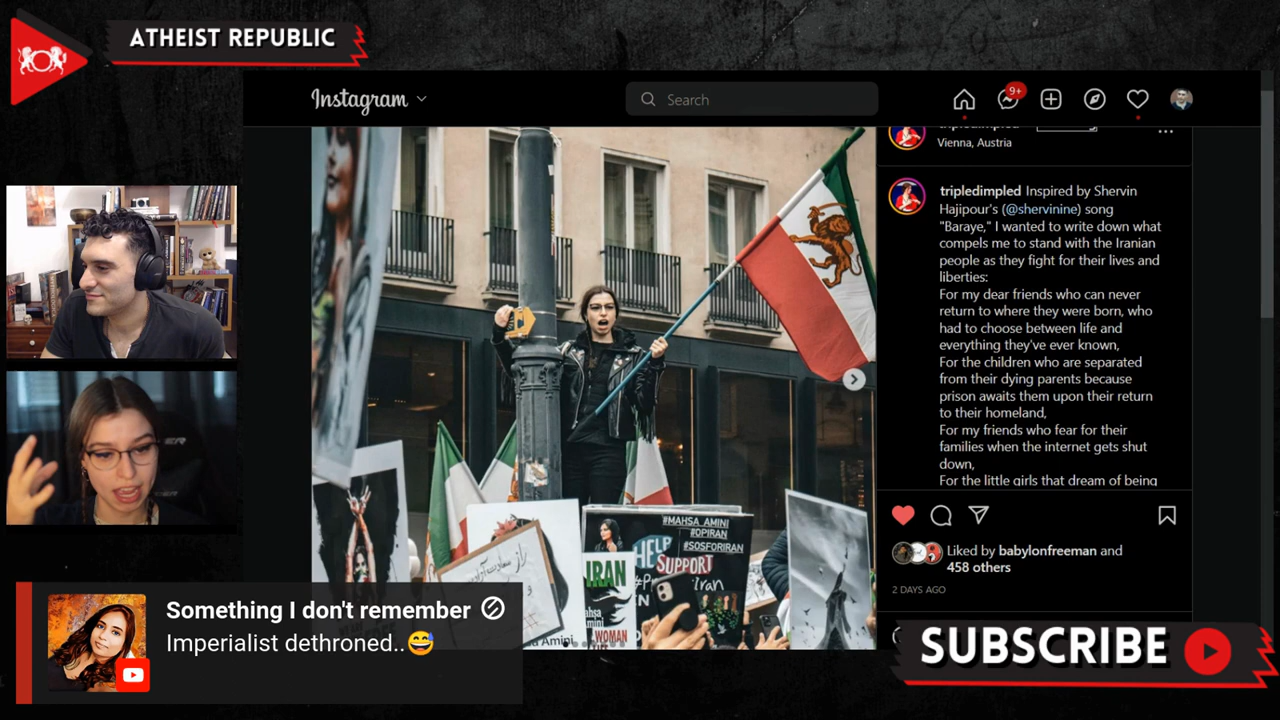 ATHEIST REPUBLIC
Instagram
Search
9+
Vienna, Austria
tripledimpled Inspired by Shervin
Hajipour's (@shervinine) song
"Baraye," I wanted to write down what
compels me to stand with the Iranian
people as they fight for their lives and
liberties:
For my dear friends who can never
return to where they were born, who
had to choose between life and
everything they've ever known,
For the children who are separated
from their dying parents because
prison awaits them upon their return
to their homeland,
For my friends who fear for their
families when the internet gets shut
down,
For the little girls that dream of being
Liked by babylonfreeman and
458 others
2 DAYS AGO
#MAHSA_AMINI
#OPIRAN
#SOSFORIRAN
HELP
SUPPORT
Iran
IRAN
Mahsa
Amini
WOMAN
Amini
Something I don't remember
Imperialist dethroned..😅
SUBSCRIBE